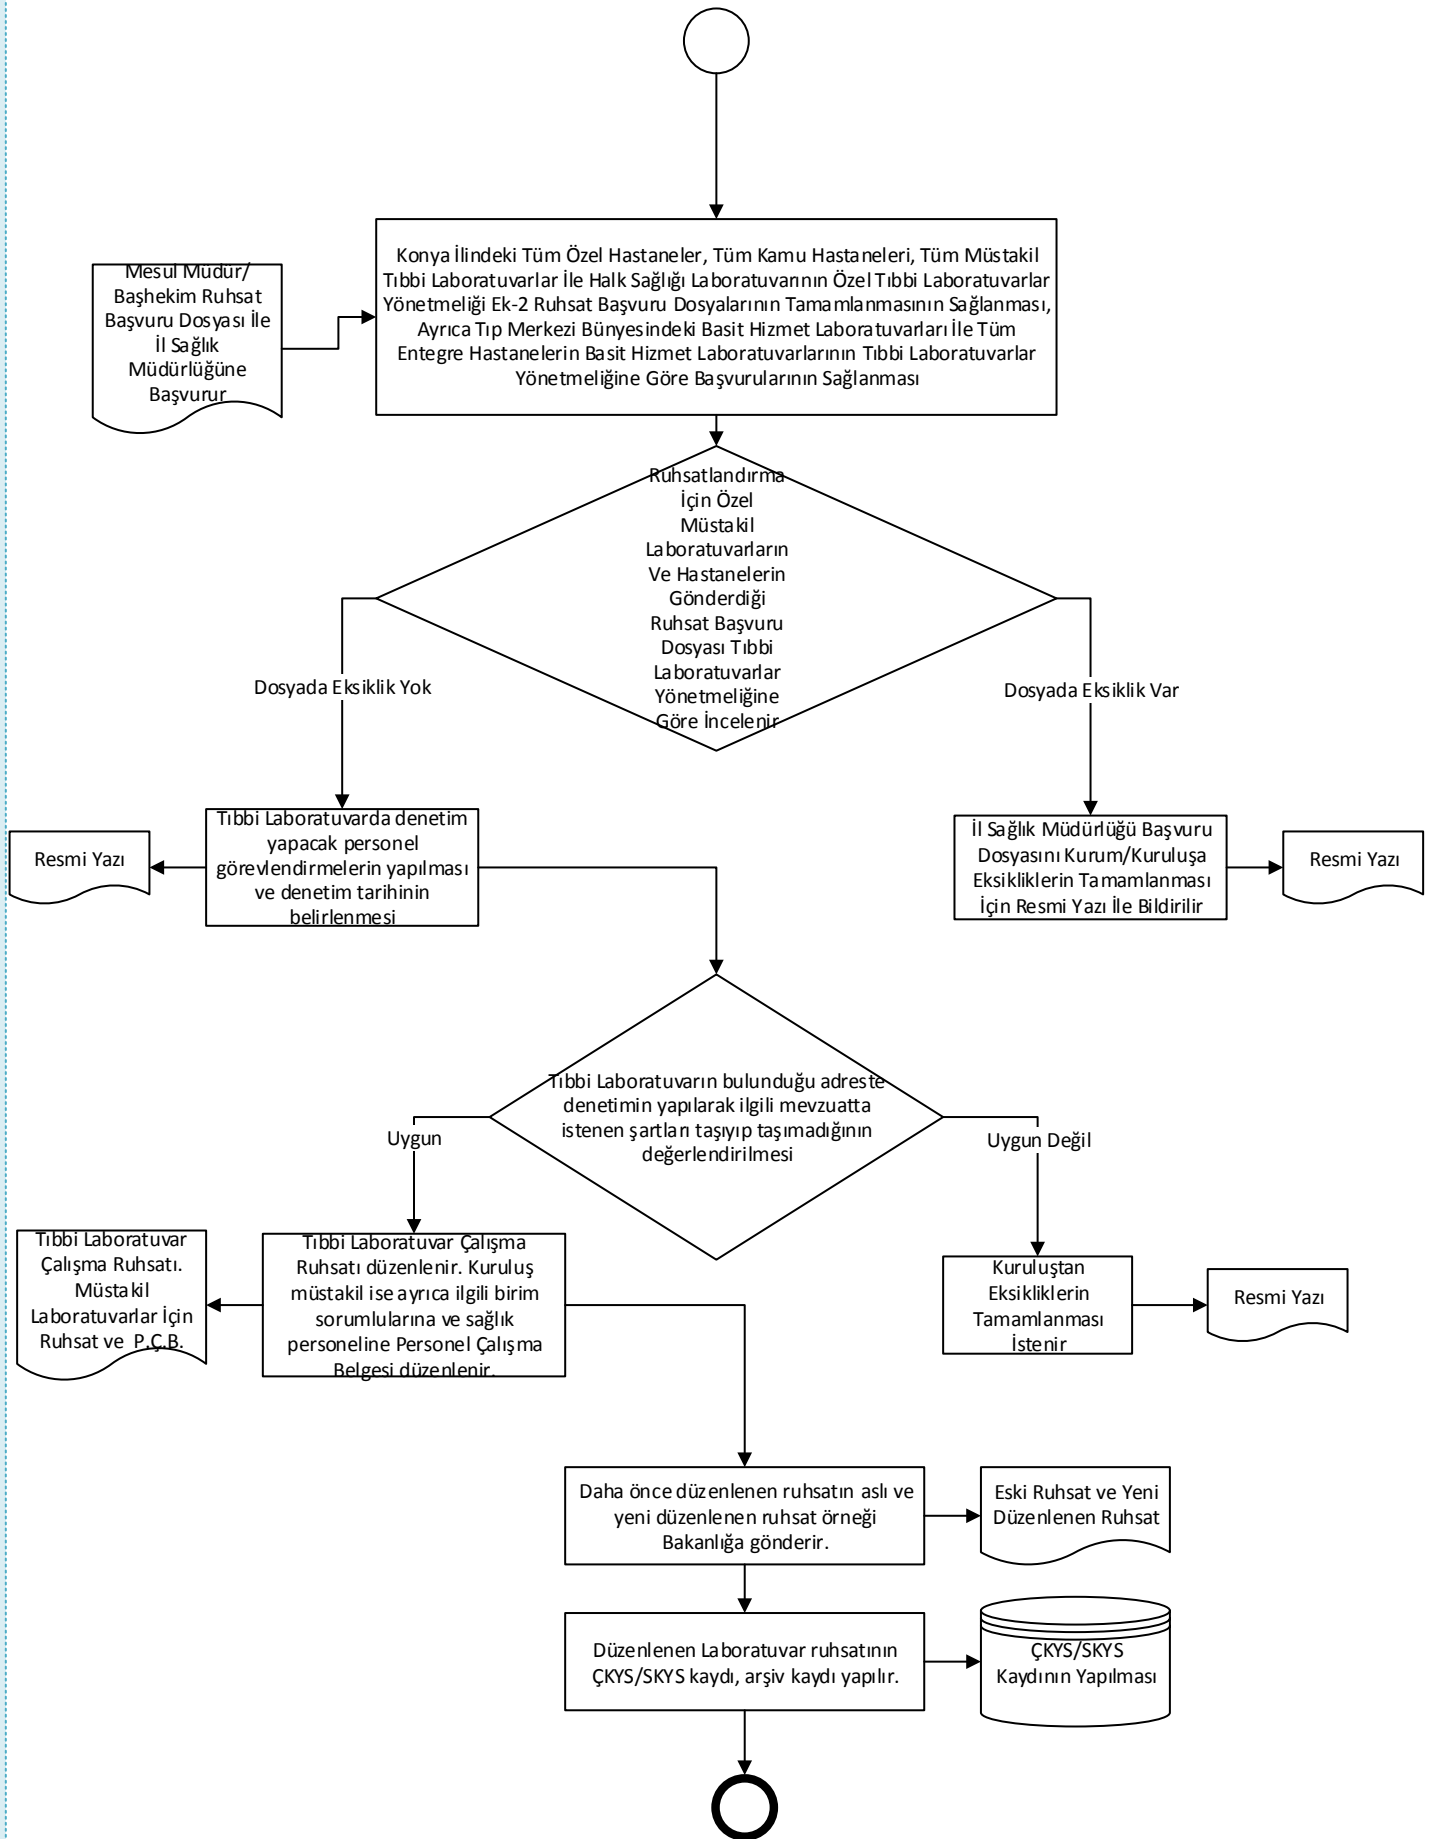 Mesul Müdür/
Başhekim Ruhsat
Başvuru Dosyası İle
İl Sağlık
Müdürlüğüne
Başvurur
Konya İlindeki Tüm Özel Hastaneler, Tüm Kamu Hastaneleri, Tüm Müstakil
Tıbbi Laboratuvarlar İle Halk Sağlığı Laboratuvarının Özel Tıbbi Laboratuvarlar
Yönetmeliği Ek-2 Ruhsat Başvuru Dosyalarının Tamamlanmasının Sağlanması,
Ayrıca Tıp Merkezi Bünyesindeki Basit Hizmet Laboratuvarları İle Tüm
Entegre Hastanelerin Basit Hizmet Laboratuvarlarının Tıbbi Laboratuvarlar
Yönetmeliğine Göre Başvurularının Sağlanması
Ruhsatlandırma
İçin Özel
Müstakil
Laboratuvarların
Ve Hastanelerin
Gönderdiği
Ruhsat Başvuru
Dosyası Tıbbi
Laboratuvarlar
Yönetmeliğine
Göre İncelenir
Dosyada Eksiklik Yok
Dosyada Eksiklik Var
Resmi Yazı
Tıbbi Laboratuvarda denetim
yapacak personel
görevlendirmelerin yapılması
ve denetim tarihinin
belirlenmesi
İl Sağlık Müdürlüğü Başvuru
Dosyasını Kurum/Kuruluşa
Eksikliklerin Tamamlanması
İçin Resmi Yazı İle Bildirilir
Resmi Yazı
Tıbbi Laboratuvarın bulunduğu adreste
denetimin yapılarak ilgili mevzuatta
istenen şartları taşıyıp taşımadığının
değerlendirilmesi
Uygun
Uygun Değil
Tıbbi Laboratuvar
Çalışma Ruhsatı.
Müstakil
Laboratuvarlar İçin
Ruhsat ve P.Ç.B.
Tıbbi Laboratuvar Çalışma
Ruhsatı düzenlenir. Kuruluş
müstakil ise ayrıca ilgili birim
sorumlularına ve sağlık
personeline Personel Çalışma
Belgesi düzenlenir.
Kuruluştan
Eksikliklerin
Tamamlanması
İstenir
Resmi Yazı
Daha önce düzenlenen ruhsatın aslı ve
yeni düzenlenen ruhsat örneği
Bakanlığa gönderir.
Eski Ruhsat ve Yeni
Düzenlenen Ruhsat
Düzenlenen Laboratuvar ruhsatının
ÇKYS/SKYS kaydı, arşiv kaydı yapılır.
ÇKYS/SKYS
Kaydının Yapılması